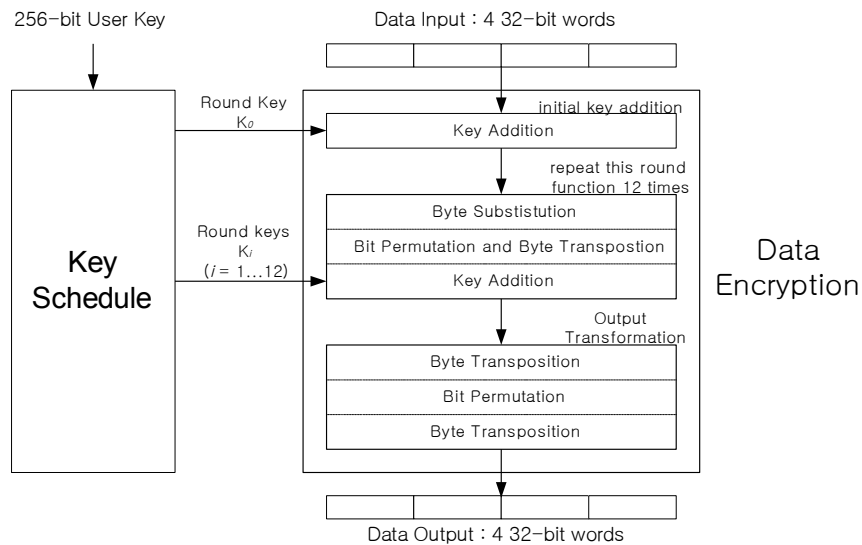 256-bit User Key
Data Input : 4 32-bit words
Round Key
K0
initial key addition
Key Addition
repeat this round
function 12 times
Byte Substistution
Bit Permutation and Byte Transpostion
Key Addition
Round keys
Ki
(i = 1...12)
Key
Schedule
Data
Encryption
Output
Transformation
Byte Transposition
Bit Permutation
Byte Transposition
Data Output : 4 32-bit words